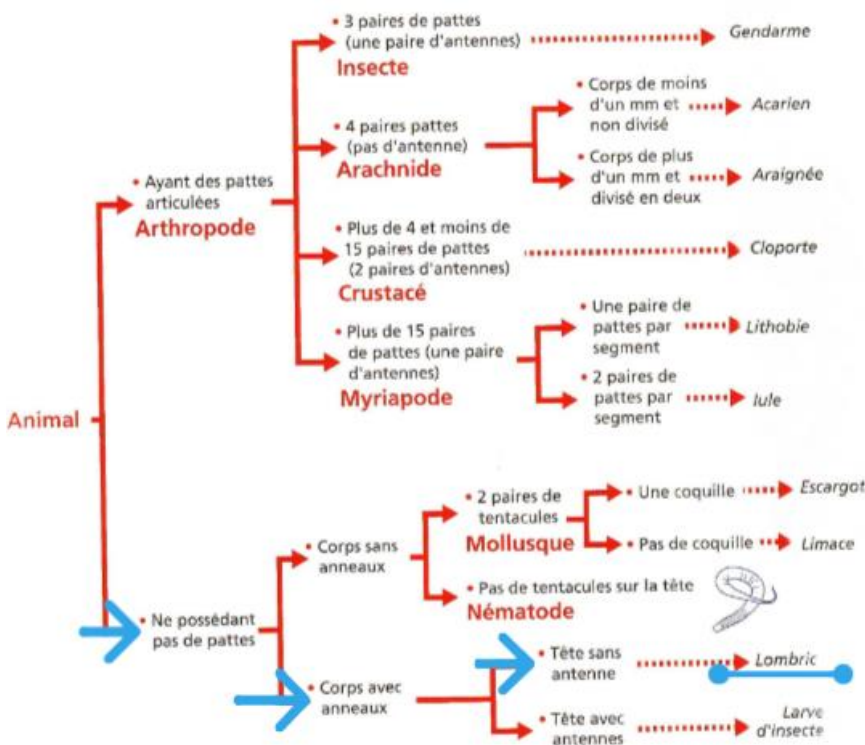 • 3 paires de pattes
(une paire d'antennes)
Gendarme
Insecte
• 4 paires pattes
(pas d'antenne)
Arachnide
• Corps de moins
d'un mm et
non divisé
Acarien
• Corps de plus
d'un mm et
divisé en deux
Araignée
• Ayant des pattes
articulées
Arthropode
• Plus de 4 et moins de
15 paires de pattes
(2 paires d'antennes)
Cloporte
Crustacé
• Plus de 15 paires
de pattes (une paire
d'antennes)
Myriapode
• Une paire de
pattes par
segment
Lithobie
• 2 paires de
pattes par
segment
Iule
Animal
• Ne possédant
pas de pattes
• Corps sans
anneaux
• 2 paires de
tentacules
Mollusque
• Une coquille
Escargot
• Pas de coquille
Limace
• Pas de tentacules sur la tête
Nématode
• Corps avec
anneaux
• Tête sans
antenne
Lombric
• Tête avec
antennes
Larve
d'insecte